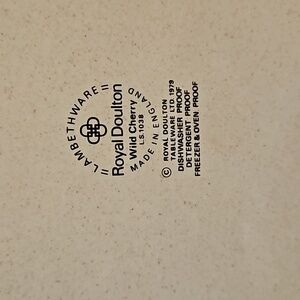 = LAMBETHWARE =
Royal Doulton
Wild Cherry
L.S.1038
MADE IN ENGLAND
© ROYAL DOULTON
TABLEWARE LTD. 1979
DISHWASHER PROOF
DETERGENT PROOF
FREEZER & OVEN PROOF